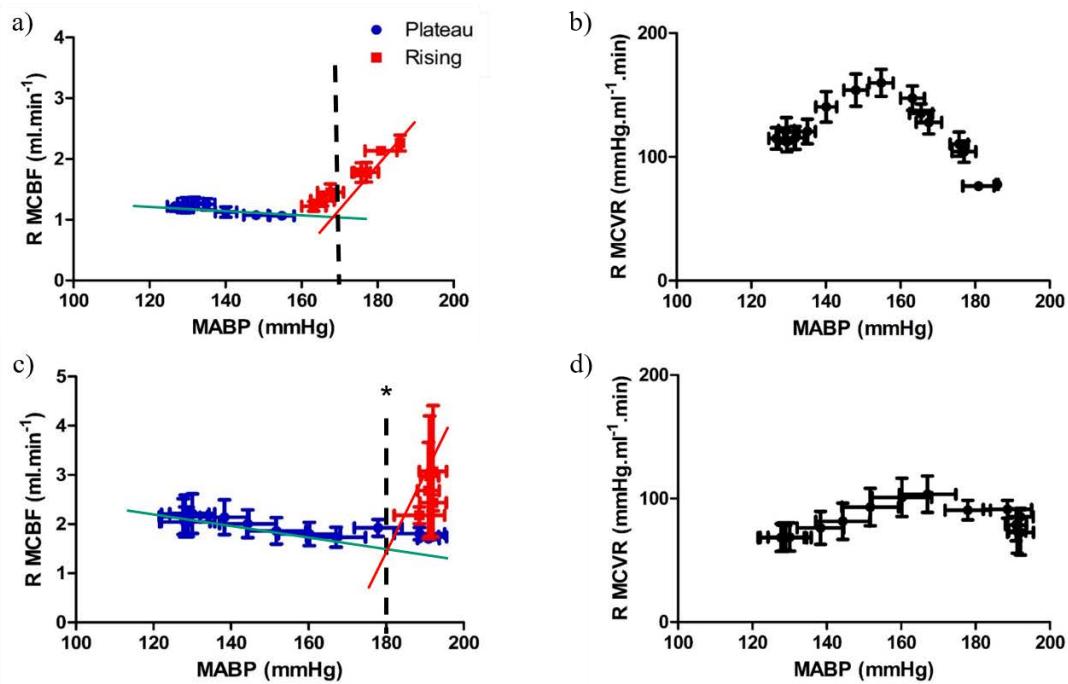 a)
Plateau
Rising
R MCBF (ml.min⁻¹)
4
3
2
1
0
100 120 140 160 180 200
MABP (mmHg)
b)
R MCVR (mmHg.ml⁻¹.min)
200
100
0
100 120 140 160 180 200
MABP (mmHg)
c)
*
R MCBF (ml.min⁻¹)
5
4
3
2
1
0
100 120 140 160 180 200
MABP (mmHg)
d)
R MCVR (mmHg.ml⁻¹.min)
200
100
0
100 120 140 160 180 200
MABP (mmHg)